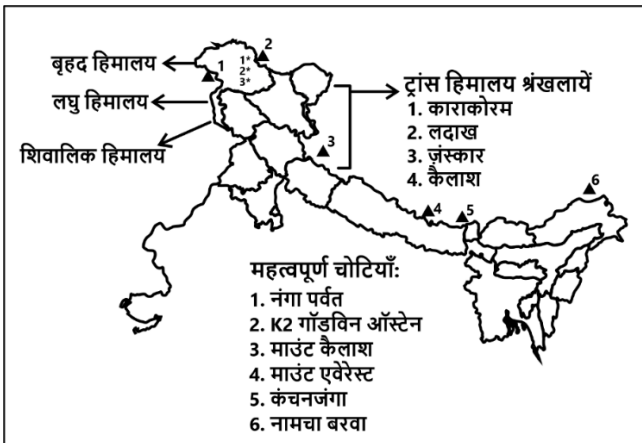 बृहद हिमालय
लघु हिमालय
शिवालिक हिमालय
1
1*
2*
3*
2
3
4
5
6
ट्रांस हिमालय श्रंखलायें
1. काराकोरम
2. लदाख
3. ज़ंस्कार
4. कैलाश
महत्वपूर्ण चोटियाँ:
1. नंगा पर्वत
2. K2 गॉडविन ऑस्टेन
3. माउंट कैलाश
4. माउंट एवेरेस्ट
5. कंचनजंगा
6. नामचा बरवा